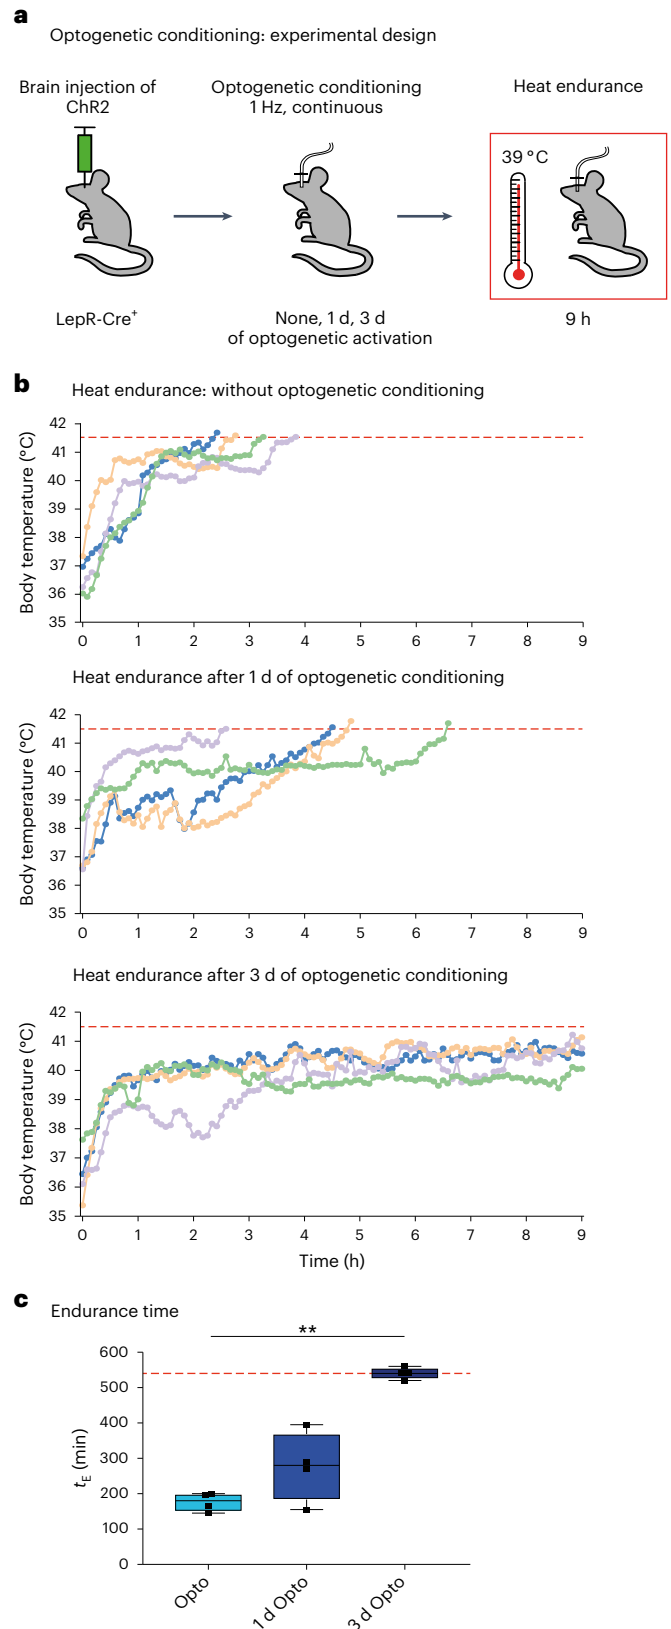 a
Optogenetic conditioning: experimental design
Brain injection of
ChR2
Optogenetic conditioning
1 Hz, continuous
Heat endurance
39 °C
LepR-Cre⁺
None, 1 d, 3 d
of optogenetic activation
9 h
b
Heat endurance: without optogenetic conditioning
Body temperature (°C)
42
41
40
39
38
37
36
35
0 1 2 3 4 5 6 7 8 9
Heat endurance after 1 d of optogenetic conditioning
Body temperature (°C)
42
41
40
39
38
37
36
35
0 1 2 3 4 5 6 7 8 9
Heat endurance after 3 d of optogenetic conditioning
Body temperature (°C)
42
41
40
39
38
37
36
35
0 1 2 3 4 5 6 7 8 9
Time (h)
c
Endurance time
**
tE (min)
600
500
400
300
200
100
0
Opto
1 d Opto
3 d Opto